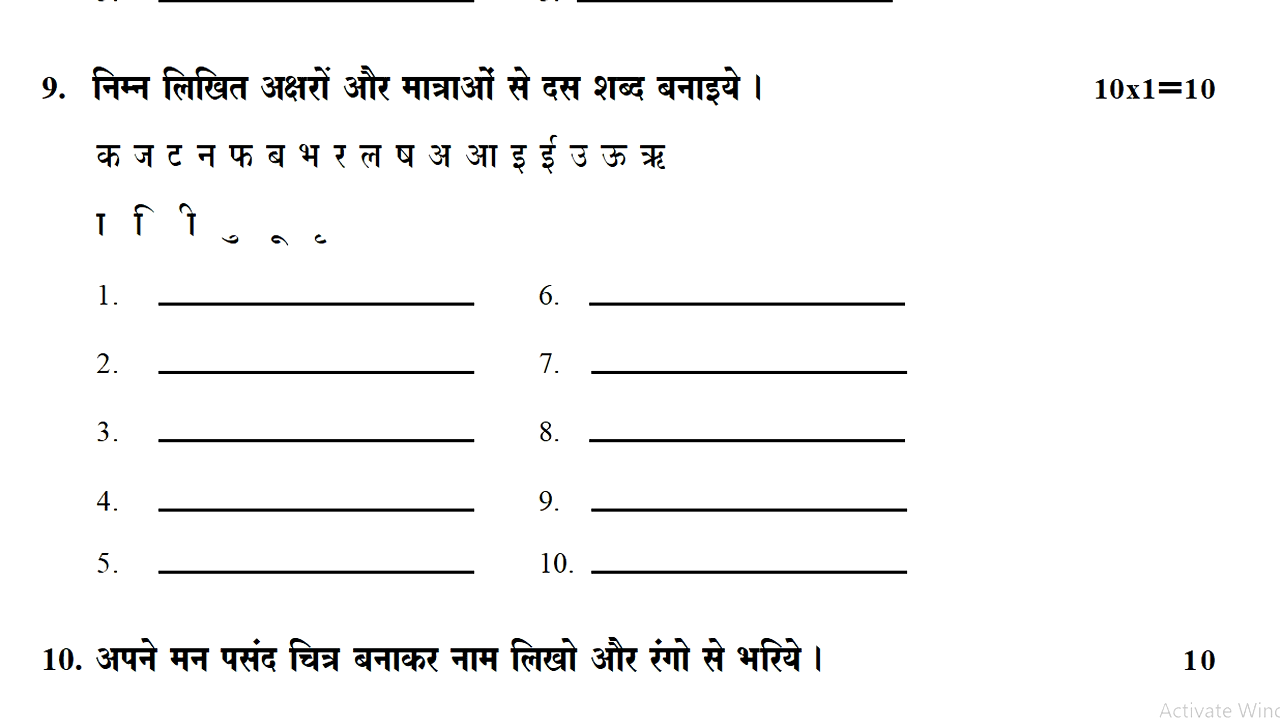 9. निम्न लिखित अक्षरों और मात्राओं से दस शब्द बनाइये । 10x1=10
क ज ट न फ ब भ र ल ष अ आ इ ई उ ऊ ऋ
ा ि ी ु ू ृ
1. 6.
2. 7.
3. 8.
4. 9.
5. 10.
10. अपने मन पसंद चित्र बनाकर नाम लिखो और रंगो से भरिये । 10
Activate